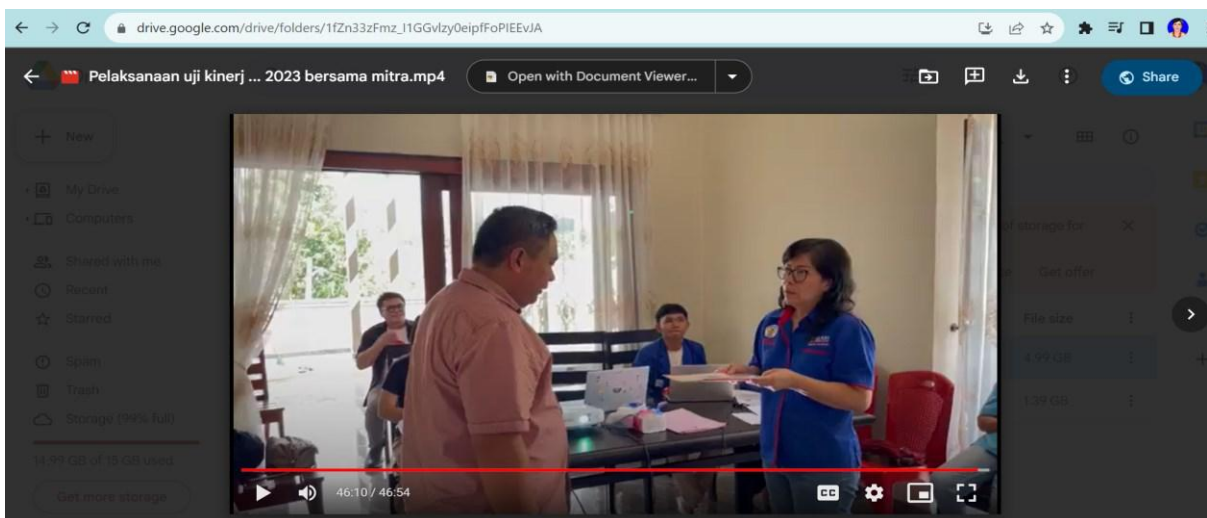 drive.google.com/drive/folders/1fZn33zFmz_I1GGvlzy0eipfFoPIEEvJA
Pelaksanaan uji kinerj ... 2023 bersama mitra.mp4
Open with Document Viewer...
Share
New
My Drive
Computers
Shared with me
Recent
Starred
Spam
Trash
Storage (99% full)
14.99 GB of 15 GB used
Get more storage
of storage for
Get offer
File size
4.99 GB
1.39 GB
46:10 / 46:54
CC